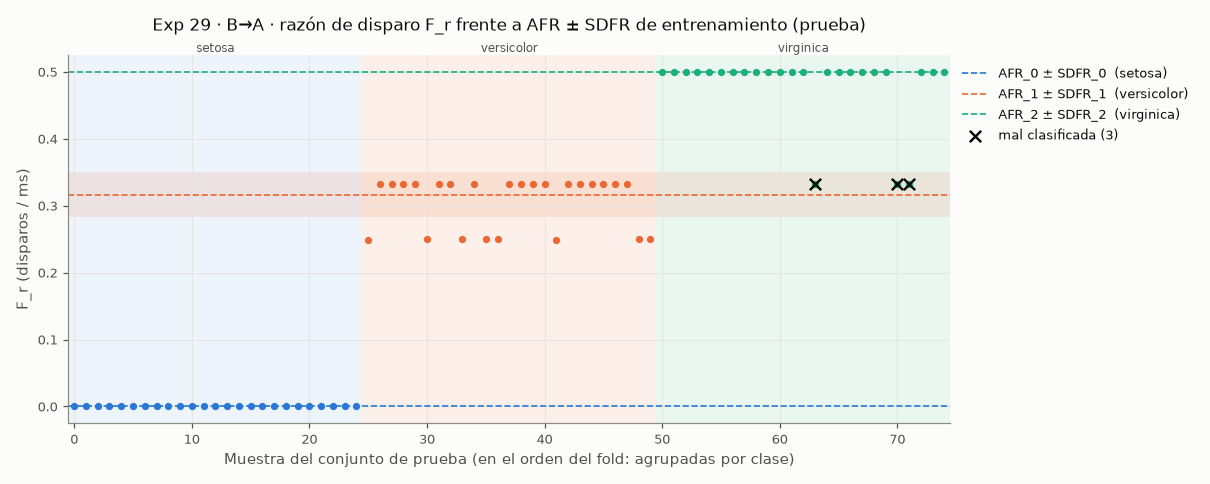 Exp 29 · B→A · razón de disparo F_r frente a AFR ± SDFR de entrenamiento (prueba)
setosa versicolor virginica
0.5
0.4
0.3
0.2
0.1
0.0
F_r (disparos / ms)
0 10 20 30 40 50 60 70
Muestra del conjunto de prueba (en el orden del fold: agrupadas por clase)
AFR_0 ± SDFR_0 (setosa)
AFR_1 ± SDFR_1 (versicolor)
AFR_2 ± SDFR_2 (virginica)
mal clasificada (3)